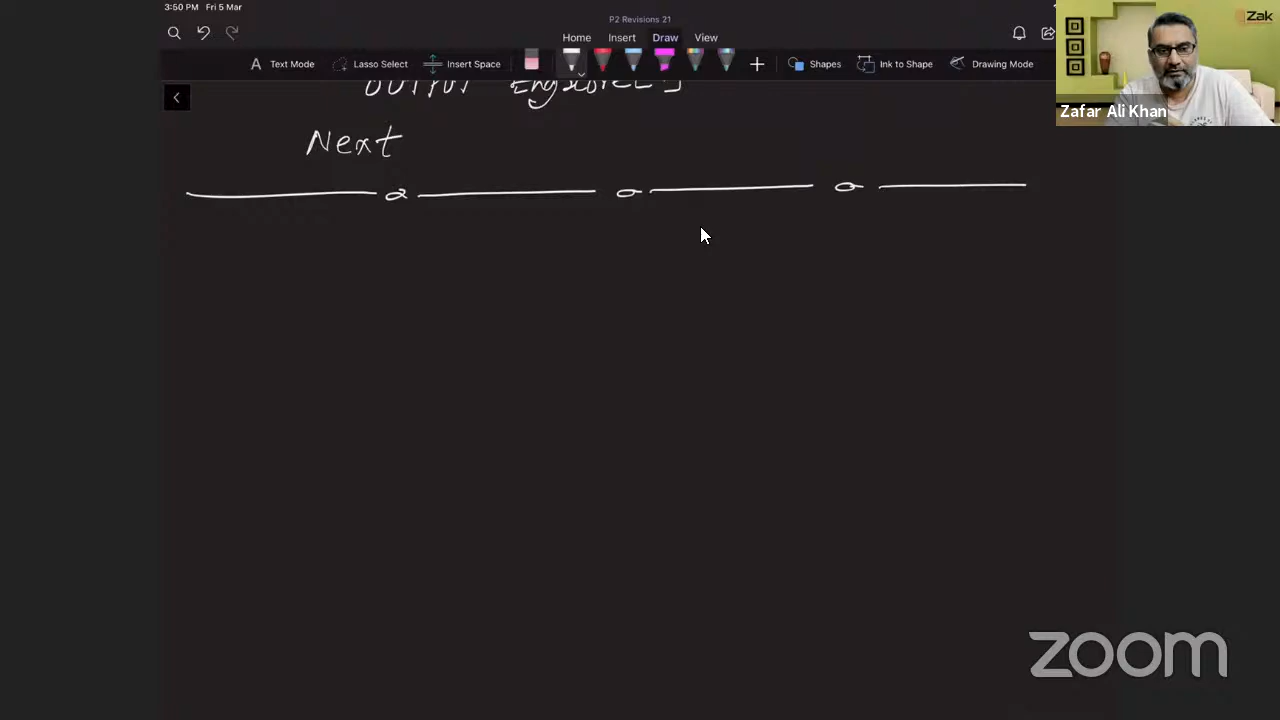 3:50 PM Fri 5 Mar
P2 Revisions 21
Home Insert Draw View
A Text Mode Lasso Select Insert Space + Shapes Ink to Shape Drawing Mode
Zak
Zafar Ali Khan
OUTPUT
Next
zoom